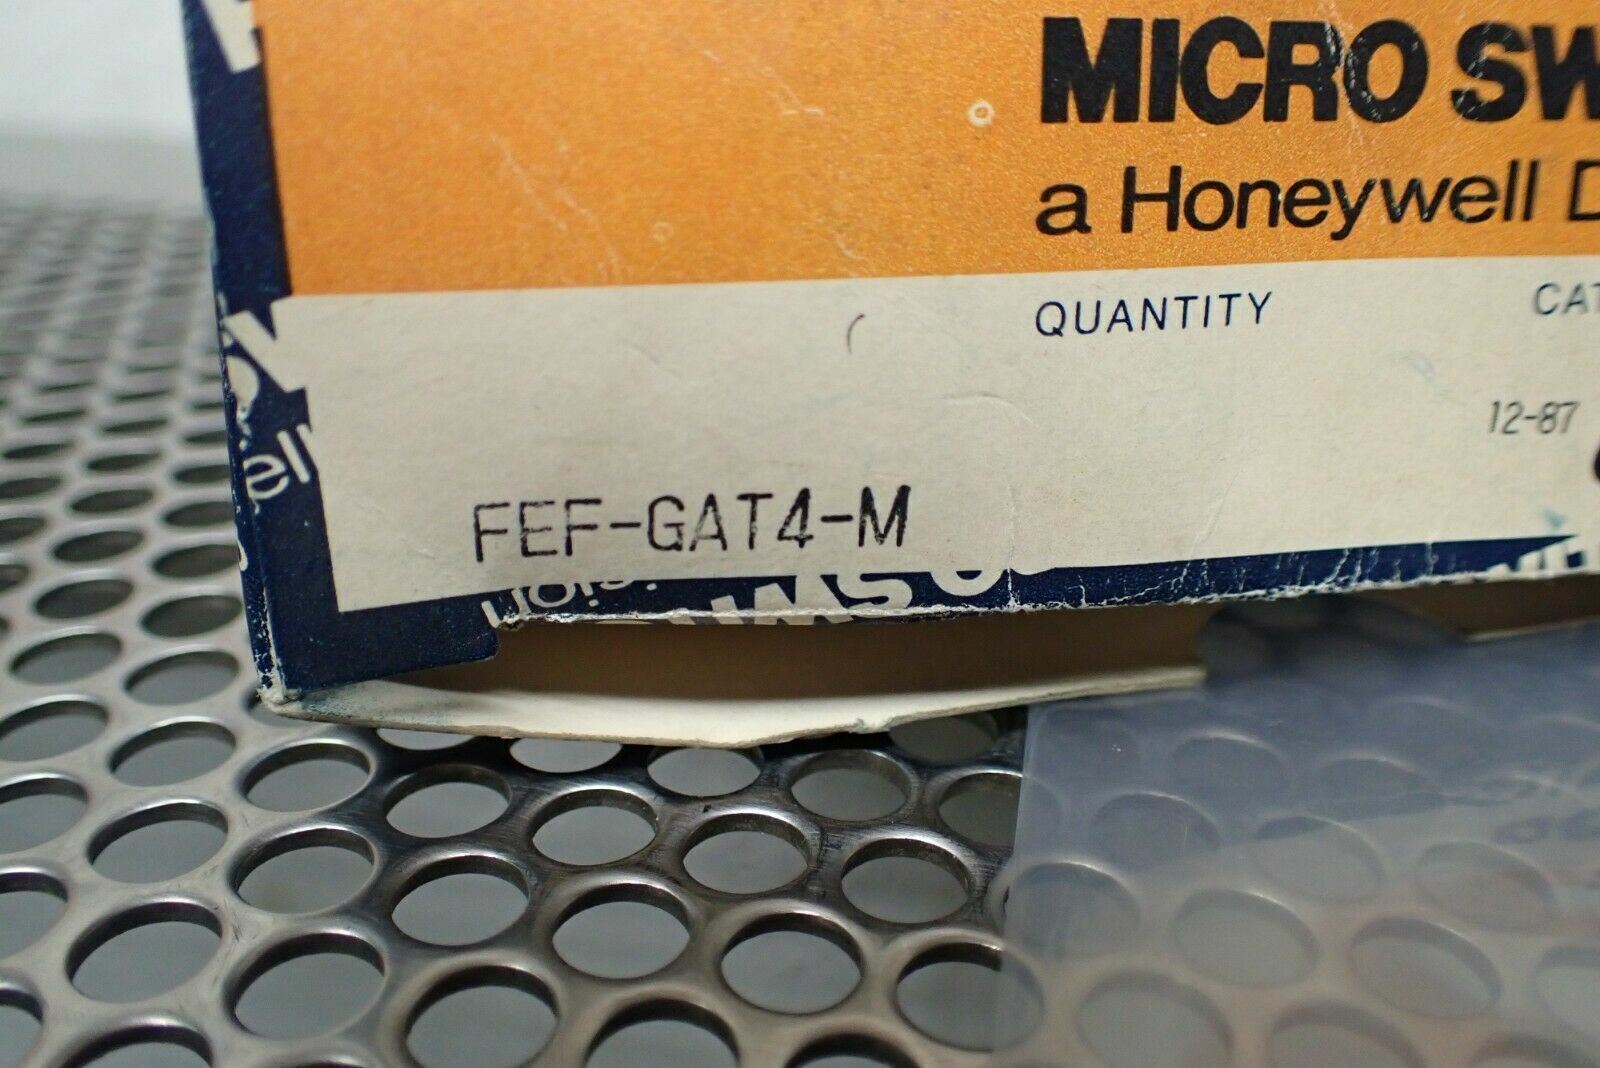 MICRO SW
a Honeywell D
QUANTITY
CAT
12-87
FEF-GAT4-M